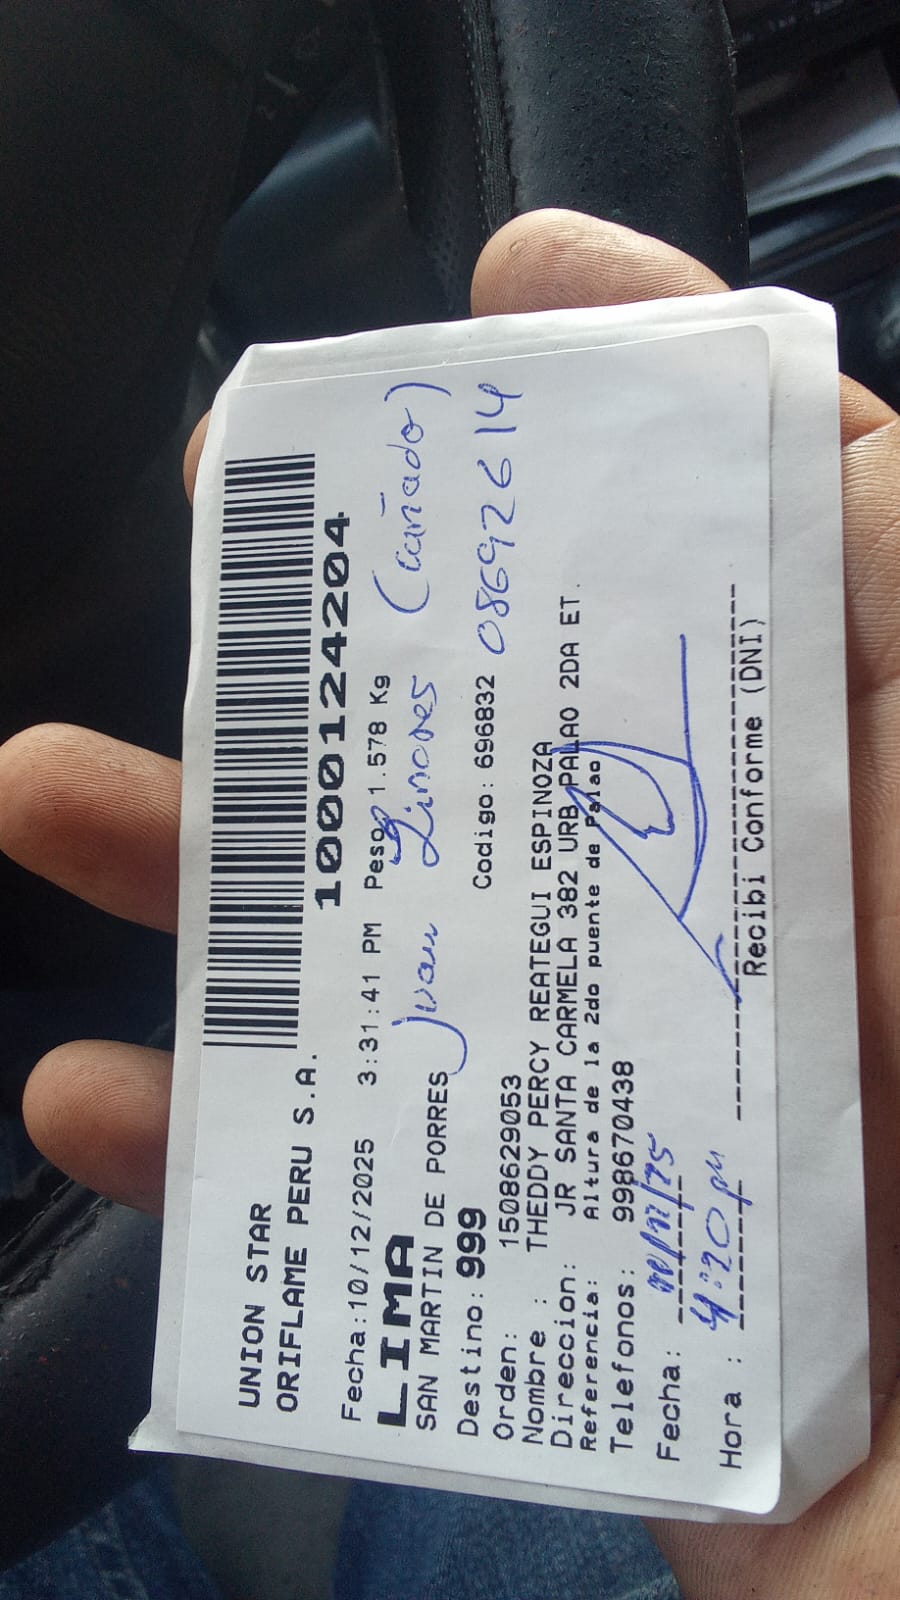 UNION STAR
ORIFLAME PERU S.A.
1000124204
Fecha:10/12/2025 3:31:41 PM Peso 1.578 Kg
LIMA
Juan Linares (Cuñado)
SAN MARTIN DE PORRES
Destino: 999 Codigo: 696832 08692614
Orden: 1508629053
Nombre : THEDDY PERCY REATEGUI ESPINOZA
Direccion: JR SANTA CARMELA 382 URB PALAO 2DA ET.
Referencia: Altura de la 2do puente de Palao
Telefonos: 998670438
Fecha:
Hora : 4:20 pm
Recibi Conforme (DNI)